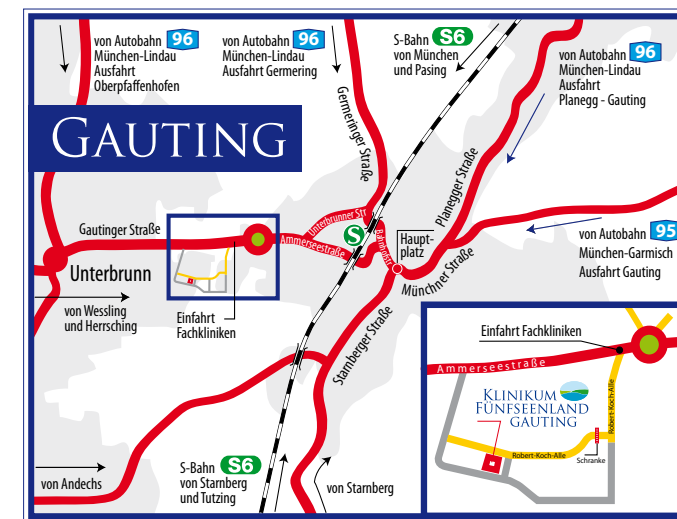 von Autobahn 96
München-Lindau
Ausfahrt
Oberpfaffenhofen
von Autobahn 96
München-Lindau
Ausfahrt Germering
S-Bahn S6
von München
und Pasing
von Autobahn 96
München-Lindau
Ausfahrt
Planegg - Gauting
GAUTING
Germeringer Straße
Planegger Straße
Gautinger Straße
Unterbrunner Str.
Ammerseestraße
S
Bahnhofstr.
Haupt-
platz
Münchner Straße
von Autobahn 95
München-Garmisch
Ausfahrt Gauting
Unterbrunn
von Wessling
und Herrsching
Einfahrt
Fachkliniken
Starnberger Straße
Einfahrt Fachkliniken
Ammerseestraße
KLINIKUM
FÜNFSEENLAND
GAUTING
Robert-Koch-Alle
Robert-Koch-Alle
Schranke
von Andechs
S-Bahn S6
von Starnberg
und Tutzing
von Starnberg